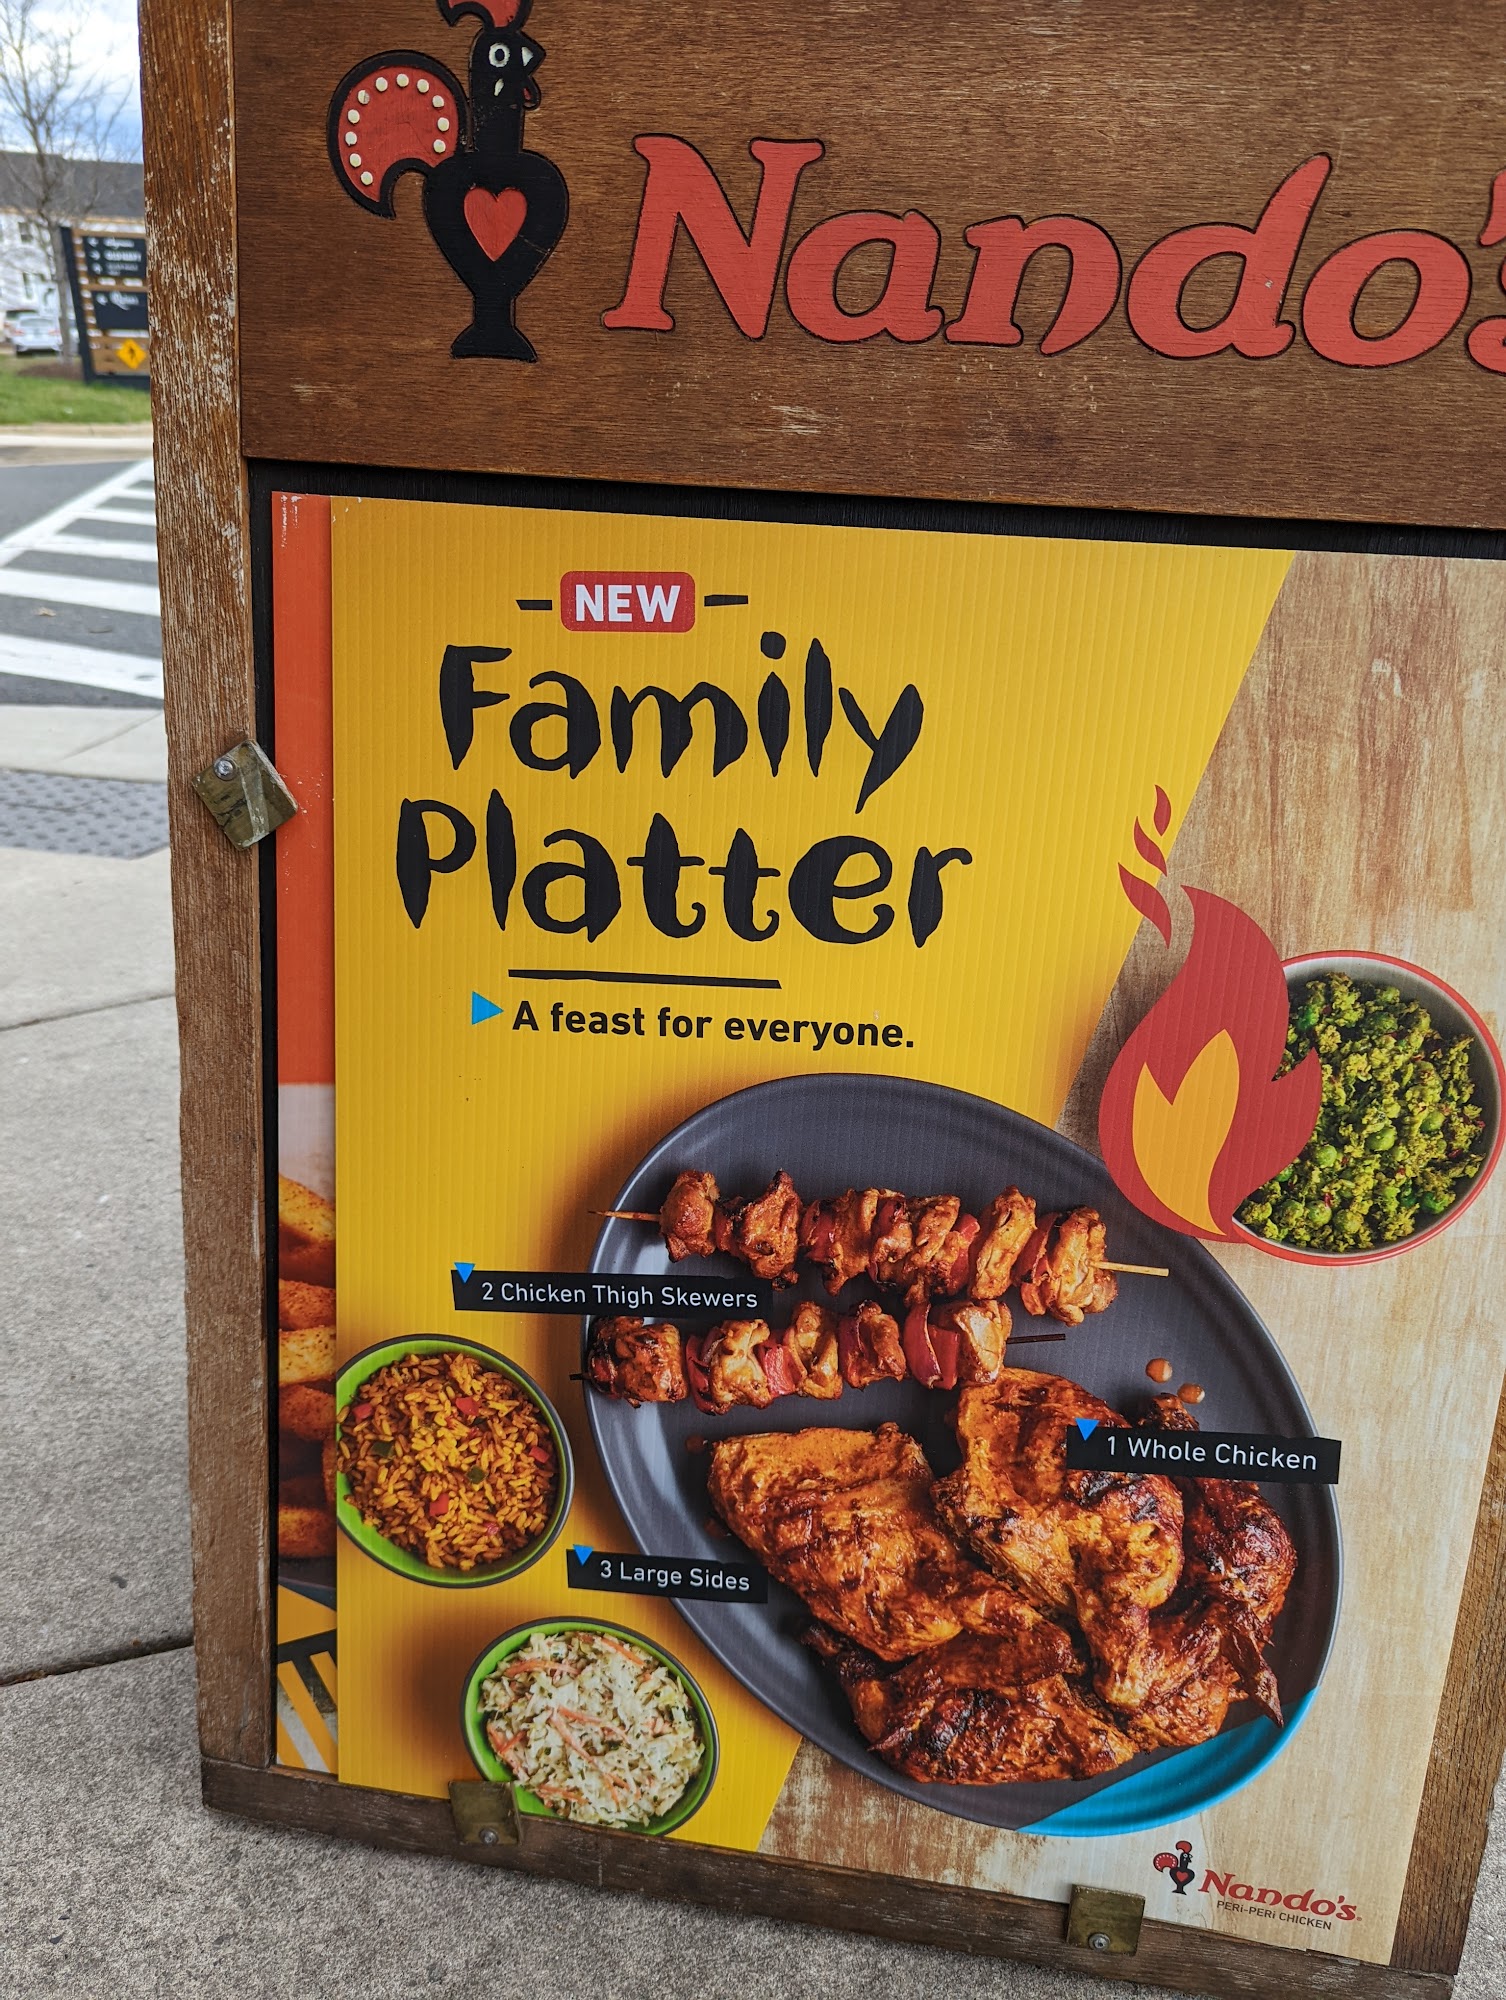 Nando's
NEW
Family
Platter
A feast for everyone.
2 Chicken Thigh Skewers
1 Whole Chicken
3 Large Sides
Nando's
PERi-PERi CHICKEN